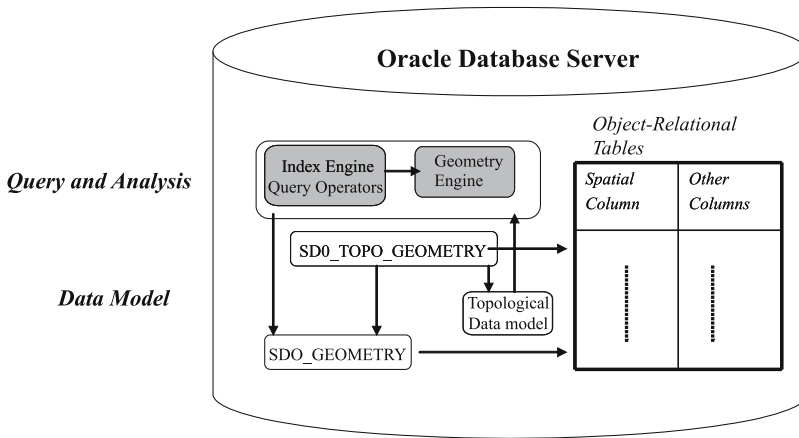 Oracle Database Server
Object-Relational
Tables
Query and Analysis
Index Engine
Query Operators
Geometry
Engine
Spatial
Column
Other
Columns
SD0_TOPO_GEOMETRY
Data Model
Topological
Data model
SDO_GEOMETRY